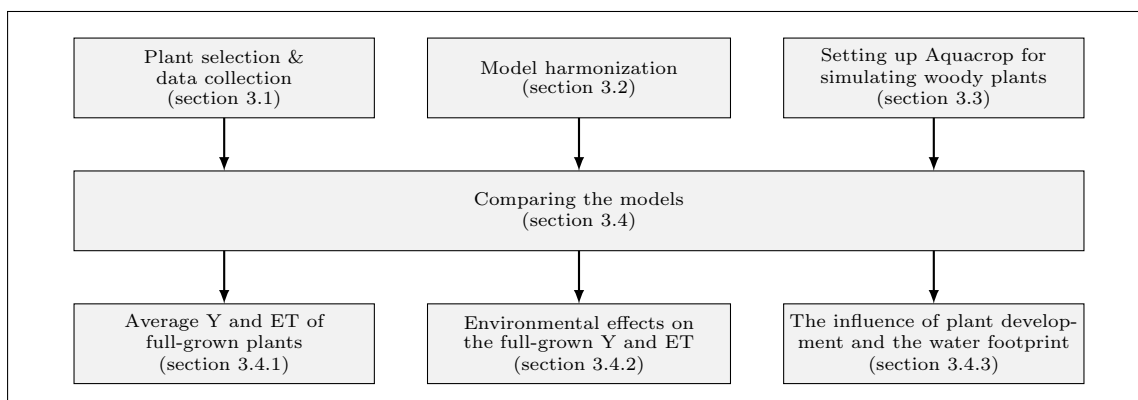 Plant selection &
data collection
(section 3.1)
Model harmonization
(section 3.2)
Setting up Aquacrop for
simulating woody plants
(section 3.3)
Comparing the models
(section 3.4)
Average Y and ET of
full-grown plants
(section 3.4.1)
Environmental effects on
the full-grown Y and ET
(section 3.4.2)
The influence of plant develop-
ment and the water footprint
(section 3.4.3)